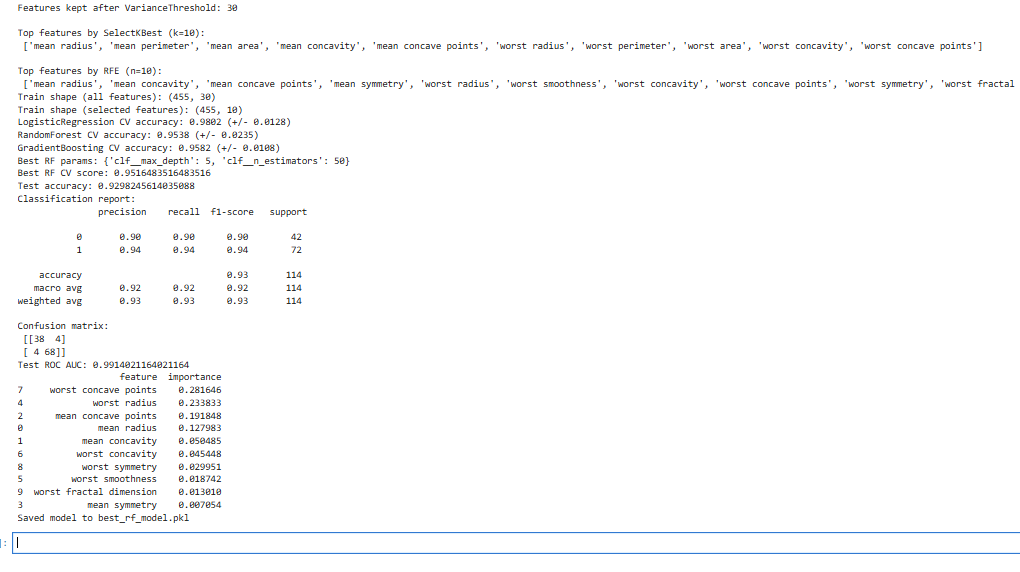 Features kept after VarianceThreshold: 30
Top features by SelectKBest (k=10):
['mean radius', 'mean perimeter', 'mean area', 'mean concavity', 'mean concave points', 'worst radius', 'worst perimeter', 'worst area', 'worst concavity', 'worst concave points']
Top features by RFE (n=10):
['mean radius', 'mean concavity', 'mean concave points', 'mean symmetry', 'worst radius', 'worst smoothness', 'worst concavity', 'worst concave points', 'worst symmetry', 'worst fractal
Train shape (all features): (455, 30)
Train shape (selected features): (455, 10)
LogisticRegression CV accuracy: 0.9802 (+/- 0.0128)
RandomForest CV accuracy: 0.9538 (+/- 0.0235)
GradientBoosting CV accuracy: 0.9582 (+/- 0.0108)
Best RF params: {'clf__max_depth': 5, 'clf__n_estimators': 50}
Best RF CV score: 0.9516483516483516
Test accuracy: 0.9298245614035088
Classification report:
precision recall f1-score support
0 0.90 0.90 0.90 42
1 0.94 0.94 0.94 72
accuracy 0.93 114
macro avg 0.92 0.92 0.92 114
weighted avg 0.93 0.93 0.93 114
Confusion matrix:
[[38 4]
[ 4 68]]
Test ROC AUC: 0.9914021164021164
feature importance
7 worst concave points 0.281646
4 worst radius 0.233833
2 mean concave points 0.191848
0 mean radius 0.127983
1 mean concavity 0.050485
6 worst concavity 0.045448
8 worst symmetry 0.029951
5 worst smoothness 0.018742
9 worst fractal dimension 0.013010
3 mean symmetry 0.007054
Saved model to best_rf_model.pkl
]: